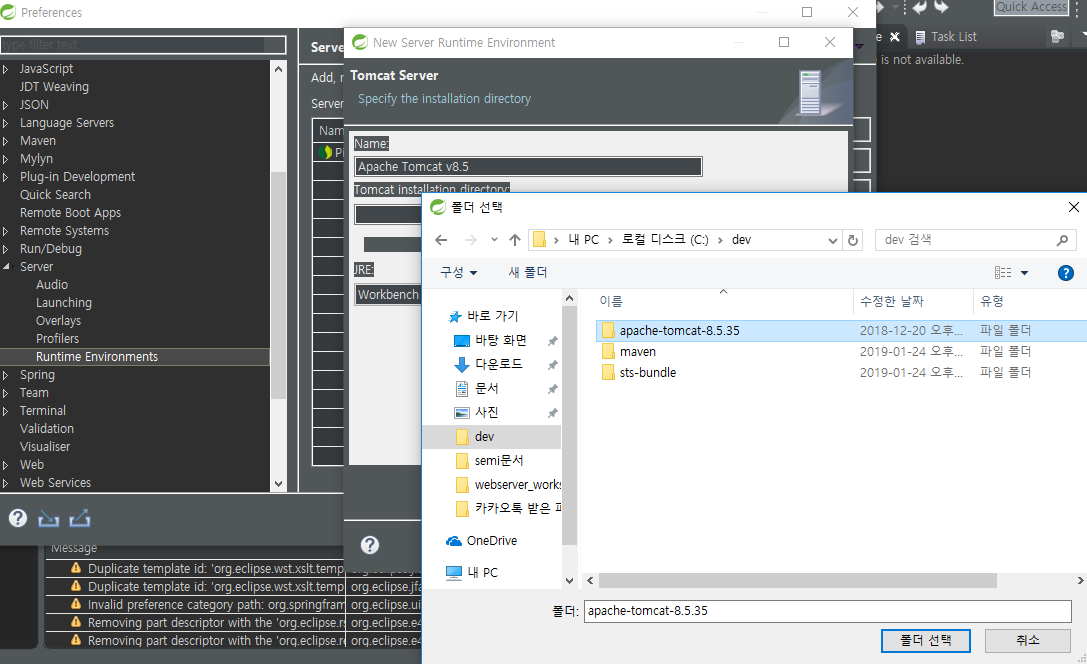 Preferences
Quick Access
type filter text
JavaScript
JDT Weaving
JSON
Language Servers
Maven
Mylyn
Plug-in Development
Quick Search
Remote Boot Apps
Remote Systems
Run/Debug
Server
Audio
Launching
Overlays
Profilers
Runtime Environments
Spring
Team
Terminal
Validation
Visualiser
Web
Web Services
Serve
Add, r
Server
Nam
Pi
e
Task List
is not available.
New Server Runtime Environment
Tomcat Server
Specify the installation directory
Name:
Apache Tomcat v8.5
Tomcat installation directory:
JRE:
Workbench
폴더 선택
내 PC
로컬 디스크 (C:)
dev
dev 검색
구성
새 폴더
바로 가기
바탕 화면
다운로드
문서
사진
dev
semi문서
webserver_works
카카오톡 받은 파
OneDrive
내 PC
이름 수정한 날짜 유형
apache-tomcat-8.5.35 2018-12-20 오후... 파일 폴더
maven 2019-01-24 오후... 파일 폴더
sts-bundle 2019-01-24 오후... 파일 폴더
폴더: apache-tomcat-8.5.35
폴더 선택 취소
Message
Duplicate template id: 'org.eclipse.wst.xslt.temp
Duplicate template id: 'org.eclipse.wst.xslt.temp org.eclipse.jfa
Invalid preference category path: org.springfram org.eclipse.ui
Removing part descriptor with the 'org.eclipse.rs org.eclipse.e4
Removing part descriptor with the 'org.eclipse.rs org.eclipse.e4